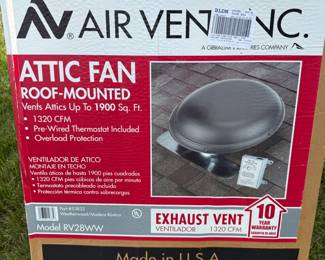 AIR VENT INC.
A GIBRALTAR INDUSTRIES COMPANY
ATTIC FAN
ROOF-MOUNTED
Vents Attics Up To 1900 Sq. Ft.
• 1320 CFM
• Pre-Wired Thermostat Included
• Overload Protection
VENTILADOR DE ATICO
MONTAJE EN TECHO
Ventila áticos de hasta 1900 pies cuadrados
• 1320 pies cúbicos de aire por minuto
• Termostato precableado incluido
• Protección térmica contra sobrecargas
Weatherwood/Madera Rústica
Model RV28WW
EXHAUST VENT
VENTILADOR 1320 CFM
10
YEAR
WARRANTY
Made in U.S.A